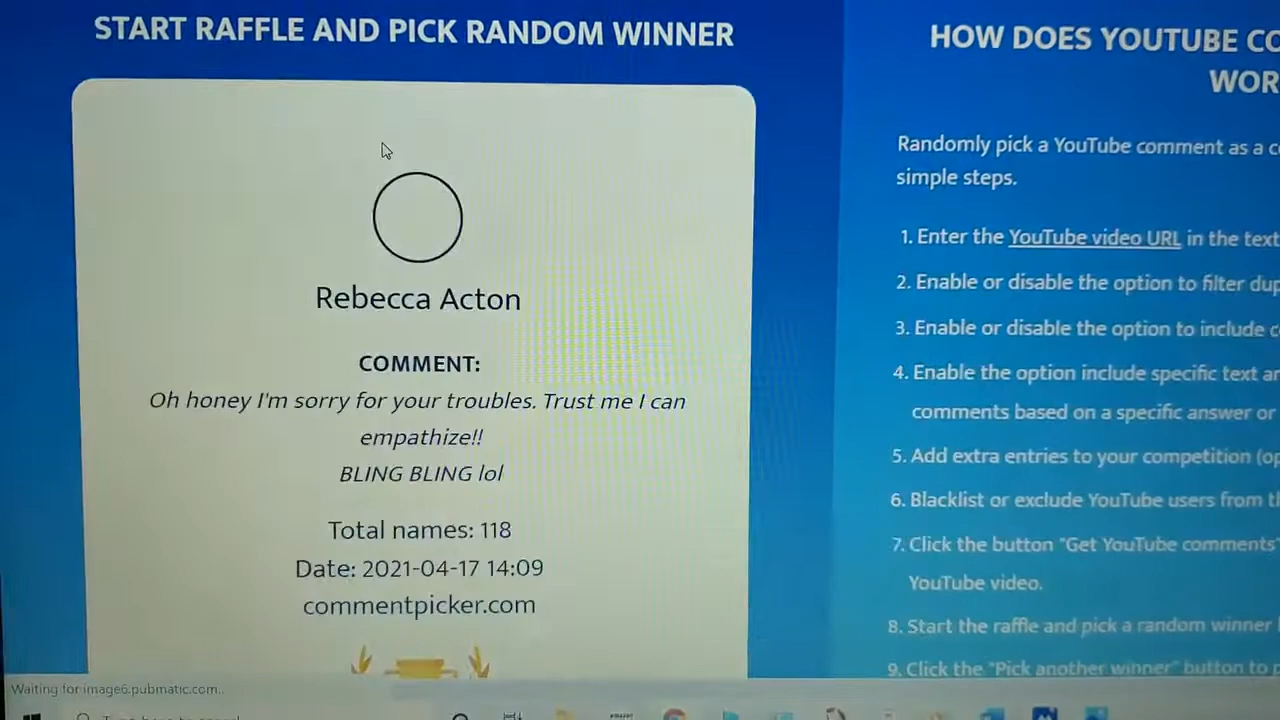 START RAFFLE AND PICK RANDOM WINNER
Rebecca Acton
COMMENT:
Oh honey I'm sorry for your troubles. Trust me I can
empathize!!
BLING BLING lol
Total names: 118
Date: 2021-04-17 14:09
commentpicker.com
HOW DOES YOUTUBE
Randomly pick a YouTube comment as a
simple steps.
1. Enter the YouTube video URL in the text
2. Enable or disable the option to filter
3. Enable or disable the option to include
4. Enable the option include specific text
comments based on a specific answer or
5. Add extra entries to your competition
6. Blacklist or exclude YouTube users from
7. Click the button "Get YouTube comments"
YouTube video.
8. Start the raffle and pick a random winner
9. Click the "Pick another winner" button to
Waiting for image6.pubmatic.com...